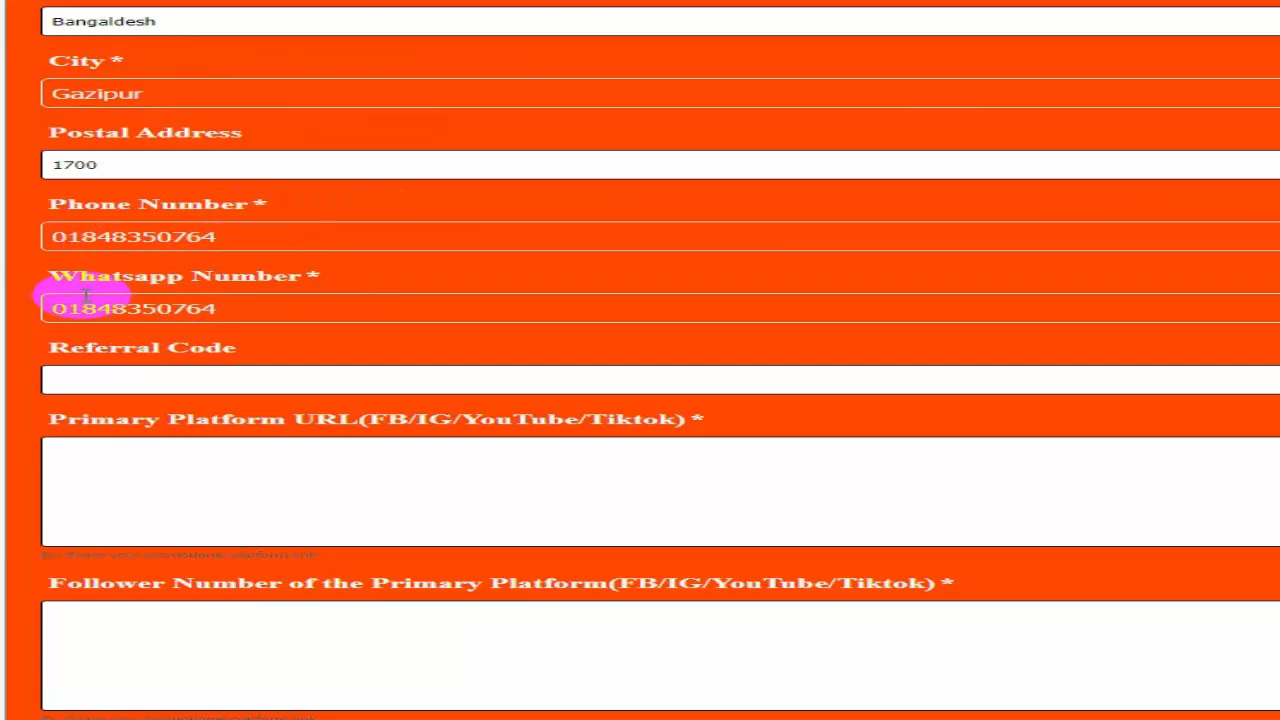 Bangaldesh
City *
Gazipur
Postal Address
1700
Phone Number *
01848350764
Whatsapp Number *
01848350764
Referral Code
Primary Platform URL(FB/IG/YouTube/Tiktok) *
Follower Number of the Primary Platform(FB/IG/YouTube/Tiktok) *